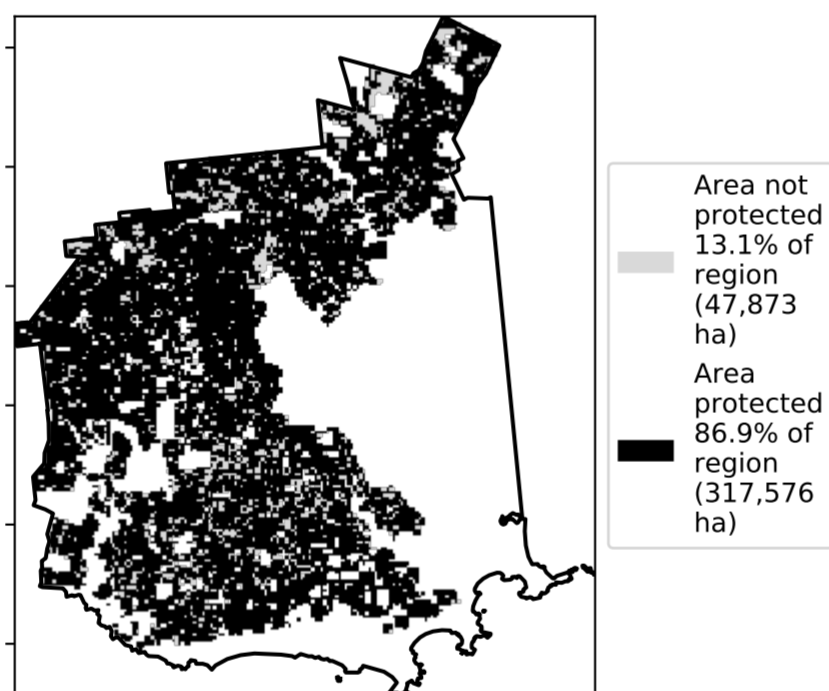 Area not
protected
13.1% of
region
(47,873
ha)
Area
protected
86.9% of
region
(317,576
ha)